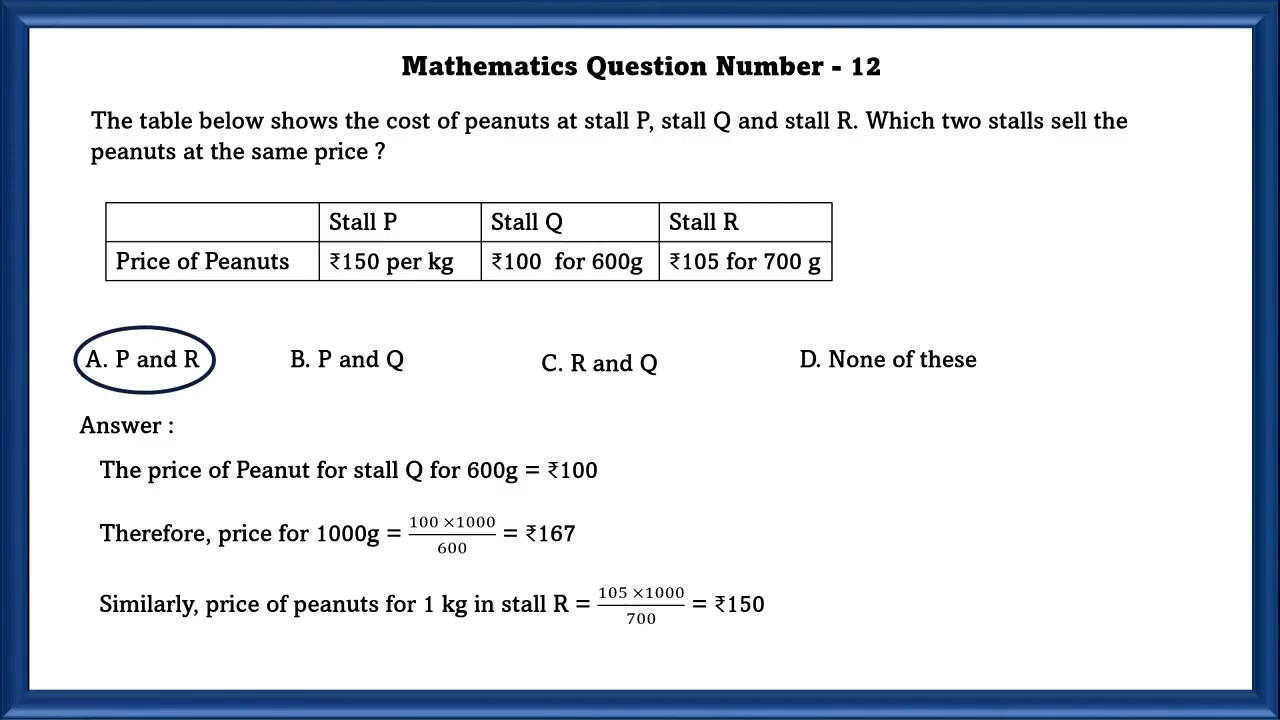 Mathematics Question Number - 12
The table below shows the cost of peanuts at stall P, stall Q and stall R. Which two stalls sell the
peanuts at the same price ?
Stall P Stall Q Stall R
Price of Peanuts ₹150 per kg ₹100 for 600g ₹105 for 700 g
A. P and R B. P and Q C. R and Q D. None of these
Answer :
The price of Peanut for stall Q for 600g = ₹100
Therefore, price for 1000g = 100 ×1000/600 = ₹167
Similarly, price of peanuts for 1 kg in stall R = 105 ×1000/700 = ₹150